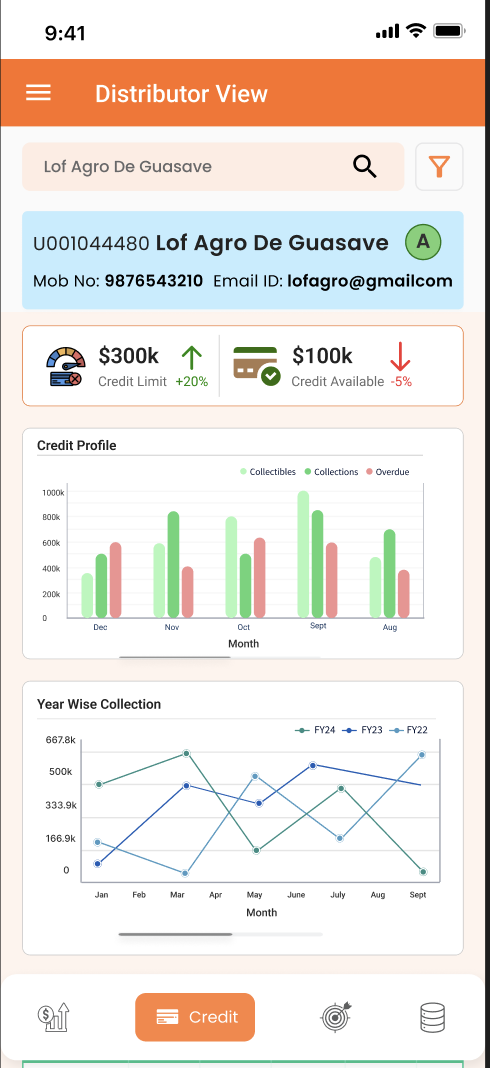 9:41
Distributor View
Lof Agro De Guasave
U001044480 Lof Agro De Guasave A
Mob No: 9876543210 Email ID: lofagro@gmailcom
$300k $100k
Credit Limit +20% Credit Available -5%
Credit Profile
Collectibles Collections Overdue
1000k
800k
600k
400k
200k
0
Dec Nov Oct Sept Aug
Month
Year Wise Collection
FY24 FY23 FY22
667.8k
500k
333.9k
166.9k
0
Jan Feb Mar Apr May June July Aug Sept
Month
$ Credit